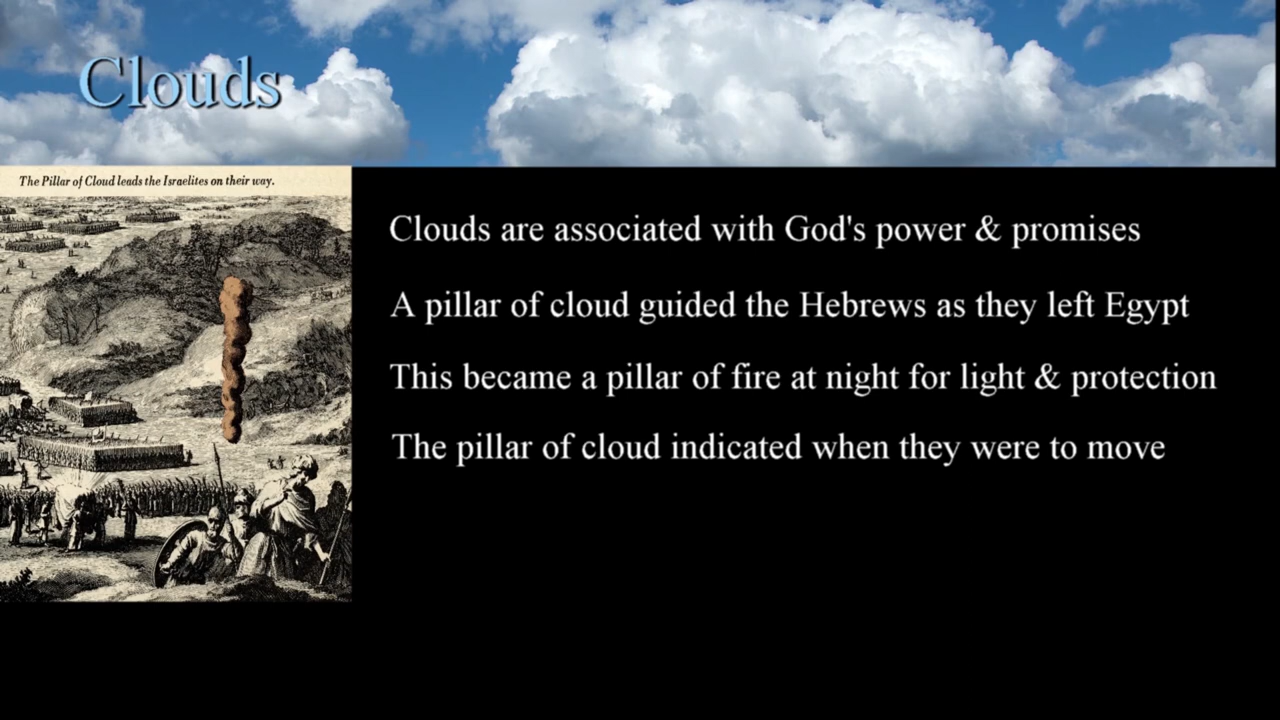 Clouds
The Pillar of Cloud leads the Israelites on their way.
Clouds are associated with God's power & promises
A pillar of cloud guided the Hebrews as they left Egypt
This became a pillar of fire at night for light & protection
The pillar of cloud indicated when they were to move